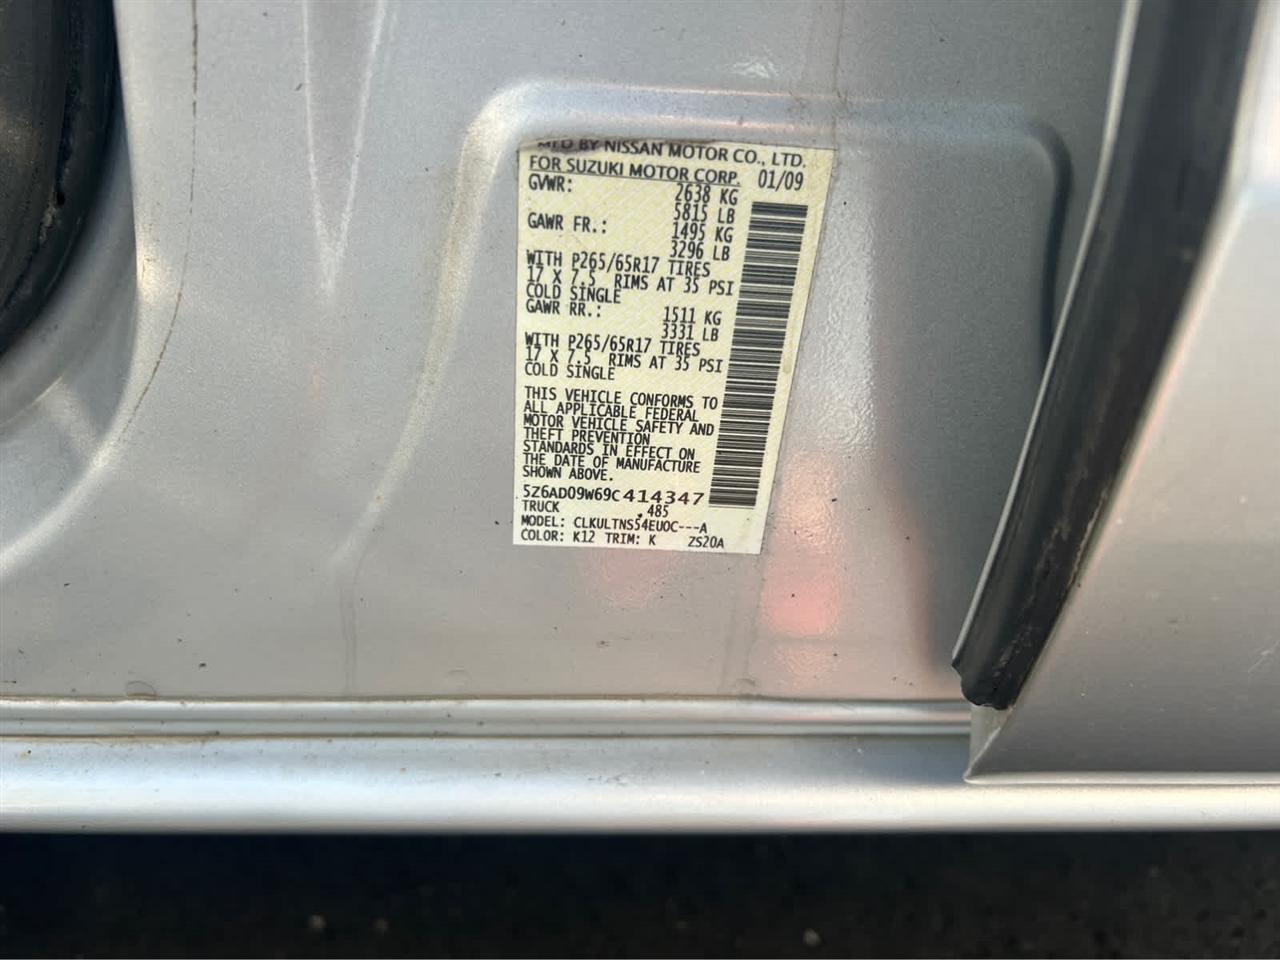 MFD BY NISSAN MOTOR CO., LTD.
FOR SUZUKI MOTOR CORP. 01/09
GVWR: 2638 KG
5815 LB
GAWR FR.: 1495 KG
3296 LB
WITH P265/65R17 TIRES
17 X 7.5 RIMS AT 35 PSI
COLD SINGLE
GAWR RR.: 1511 KG
3331 LB
WITH P265/65R17 TIRES
17 X 7.5 RIMS AT 35 PSI
COLD SINGLE
THIS VEHICLE CONFORMS TO
ALL APPLICABLE FEDERAL
MOTOR VEHICLE SAFETY AND
THEFT PREVENTION
STANDARDS IN EFFECT ON
THE DATE OF MANUFACTURE
SHOWN ABOVE.
5Z6AD09W69C414347
TRUCK .485
MODEL: CLKULTNS54EUOC---A
COLOR: K12 TRIM: K ZS20A